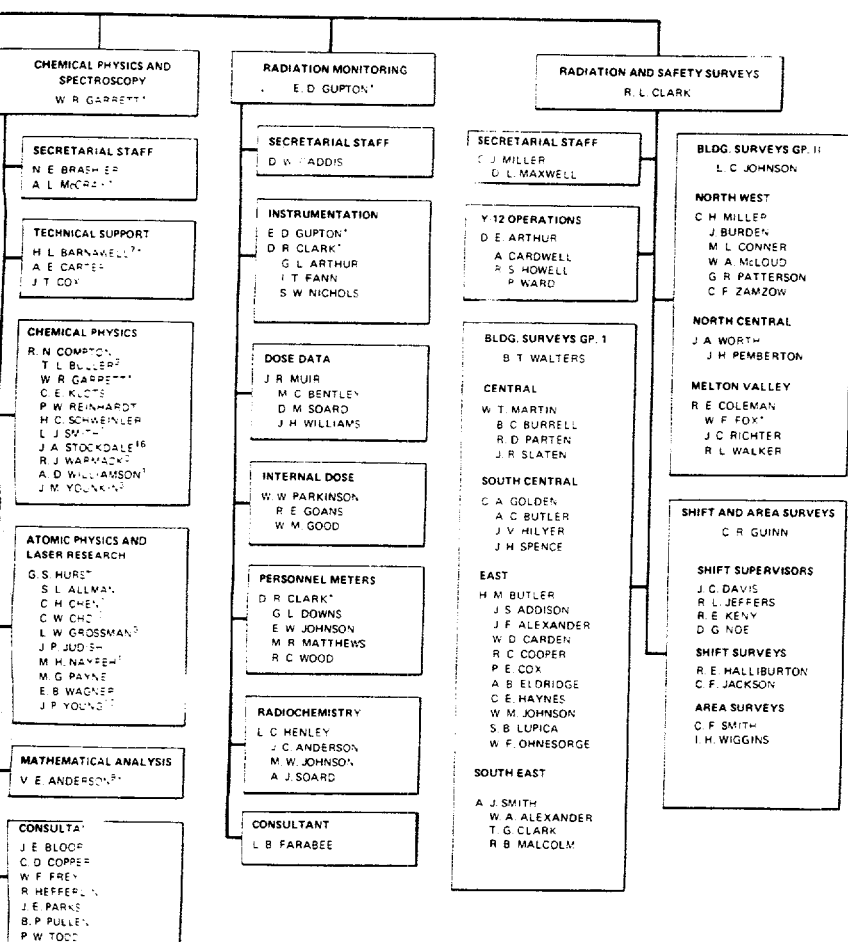 CHEMICAL PHYSICS AND
SPECTROSCOPY
W. R. GARRETT*
SECRETARIAL STAFF
N. E. BRASHIER
A. L. McCRAY
TECHNICAL SUPPORT
H. L. BARNAWELL
A. E. CARTER
J. T. COX
CHEMICAL PHYSICS
R. N. COMPTON
T. L. BULLER
W. R. GARRETT*
C. E. KLOTS
P. W. REINHARDT
H. C. SCHWEINLER
L. J. SMITH
J. A. STOCKDALE16
R. J. WARMACK
A. D. WILLIAMSON
J. M. YOUNKIN
ATOMIC PHYSICS AND
LASER RESEARCH
G. S. HURST
S. L. ALLMAN
C. H. CHEN
C. W. CHOI
L. W. GROSSMAN
J. P. JUDISH
M. H. NAYFEH
M. G. PAYNE
E. B. WAGNER
J. P. YOUNG
MATHEMATICAL ANALYSIS
V. E. ANDERSON
J. E. BLOOR
C. D. COPPER
W. F. FREY
R. HEFFERLIN
J. E. PARKS
B. P. PULLEN
P. W. TODD
RADIATION MONITORING
E. D. GUPTON*
SECRETARIAL STAFF
D. W.
INSTRUMENTATION
E. D. GUPTON*
D. R. CLARK*
G. L. ARTHUR
I. T. FANN
S. W. NICHOLS
DOSE DATA
J. R. MUIR
M. C. BENTLEY
D. M. SOARD
J. H. WILLIAMS
INTERNAL DOSE
W. W. PARKINSON
R. E. GOANS
W. M. GOOD
PERSONNEL METERS
D. R. CLARK*
G. L. DOWNS
E. W. JOHNSON
M. R. MATTHEWS
R. C. WOOD
RADIOCHEMISTRY
L. C. HENLEY
J. C. ANDERSON
M. W. JOHNSON
A. J. SOARD
CONSULTANT
L. B. FARABEE
RADIATION AND SAFETY SURVEYS
R. L. CLARK
SECRETARIAL STAFF
C. J. MILLER
D. L. MAXWELL
Y-12 OPERATIONS
D. E. ARTHUR
A. CARDWELL
R. S. HOWELL
P. WARD
BLDG. SURVEYS GP. 1
B. T. WALTERS
CENTRAL
W. T. MARTIN
B. C. BURRELL
R. D. PARTEN
J. R. SLATEN
SOUTH CENTRAL
C. A. GOLDEN
A. C. BUTLER
J. V. HILYER
J. H. SPENCE
EAST
H. M. BUTLER
J. S. ADDISON
J. F. ALEXANDER
W. D. CARDEN
R. C. COOPER
P. E. COX
A. B. ELDRIDGE
C. E. HAYNES
W. M. JOHNSON
S. B. LUPICA
W. F. OHNESORGE
SOUTH EAST
A. J. SMITH
W. A. ALEXANDER
T. G. CLARK
R. B. MALCOLM
BLDG. SURVEYS GP. II
L. C. JOHNSON
NORTH WEST
C. H. MILLER
J. BURDEN
M. L. CONNER
W. A. McLOUD
G. R. PATTERSON
C. F. ZAMZOW
NORTH CENTRAL
J. A. WORTH
J. H. PEMBERTON
MELTON VALLEY
R. E. COLEMAN
W. F. FOX*
J. C. RICHTER
R. L. WALKER
SHIFT AND AREA SURVEYS
C. R. GUINN
SHIFT SUPERVISORS
J. C. DAVIS
R. L. JEFFERS
R. E. KENY
D. G. NOE
SHIFT SURVEYS
R. E. HALLIBURTON
C. F. JACKSON
AREA SURVEYS
C. F. SMITH
I. H. WIGGINS